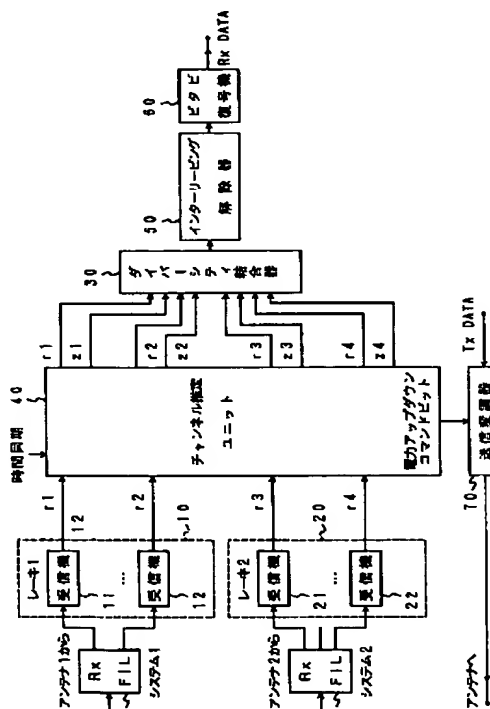 アンテナ1から
Rx
FIL
システム1
レーキ1
受信機
11
...
受信機
12
10
r1
12
r2
アンテナ2から
Rx
FIL
システム2
レーキ2
受信機
21
...
受信機
22
20
r3
r4
時間同期
40
チャンネル推定
ユニット
電力アップダウン
コマンドビット
r1
z1
r2
z2
r3
z3
r4
z4
30
ダイバーシティ
結合器
50
インターリービング
解除器
60
ビタビ
復号機
Rx DATA
70
送信変調器
Tx DATA
アンテナへ